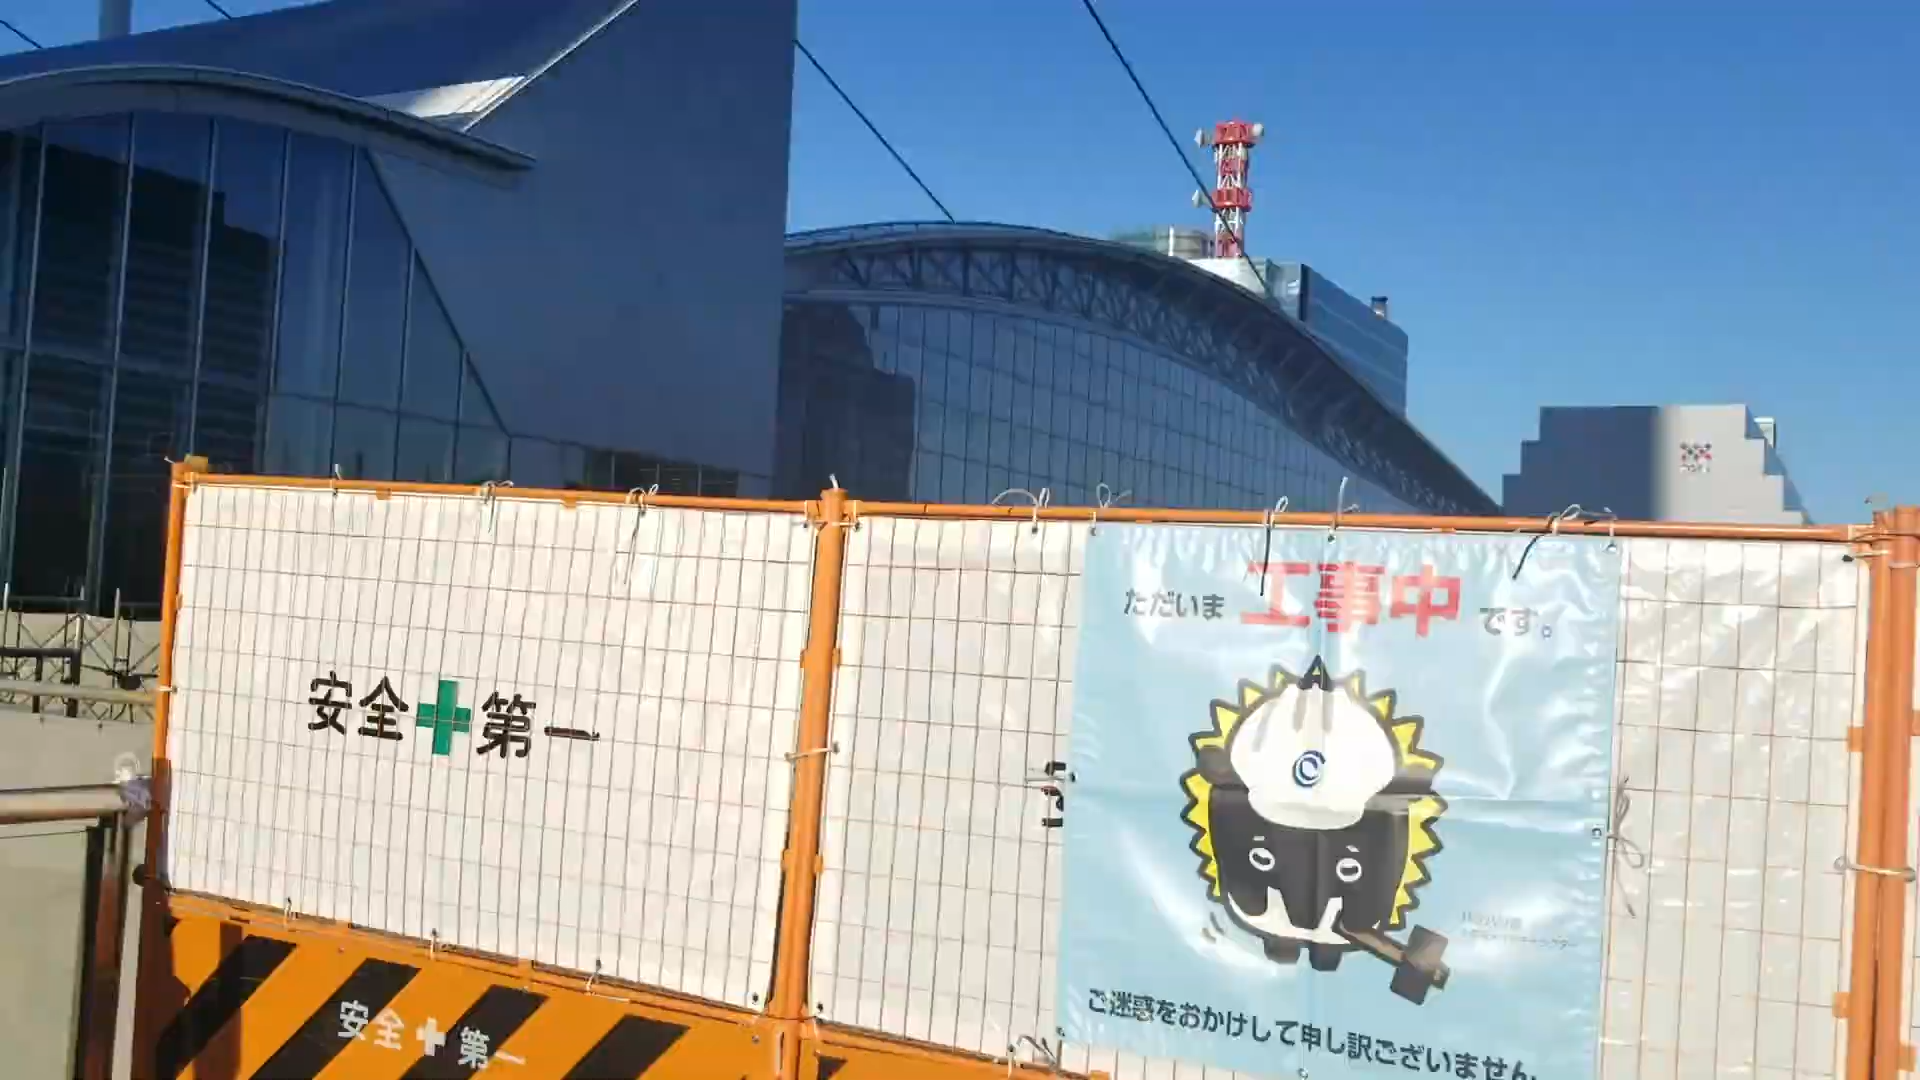 安全+第一
ただいま 工事中 です。
ご迷惑をおかけして申し訳ございません
安全+第一